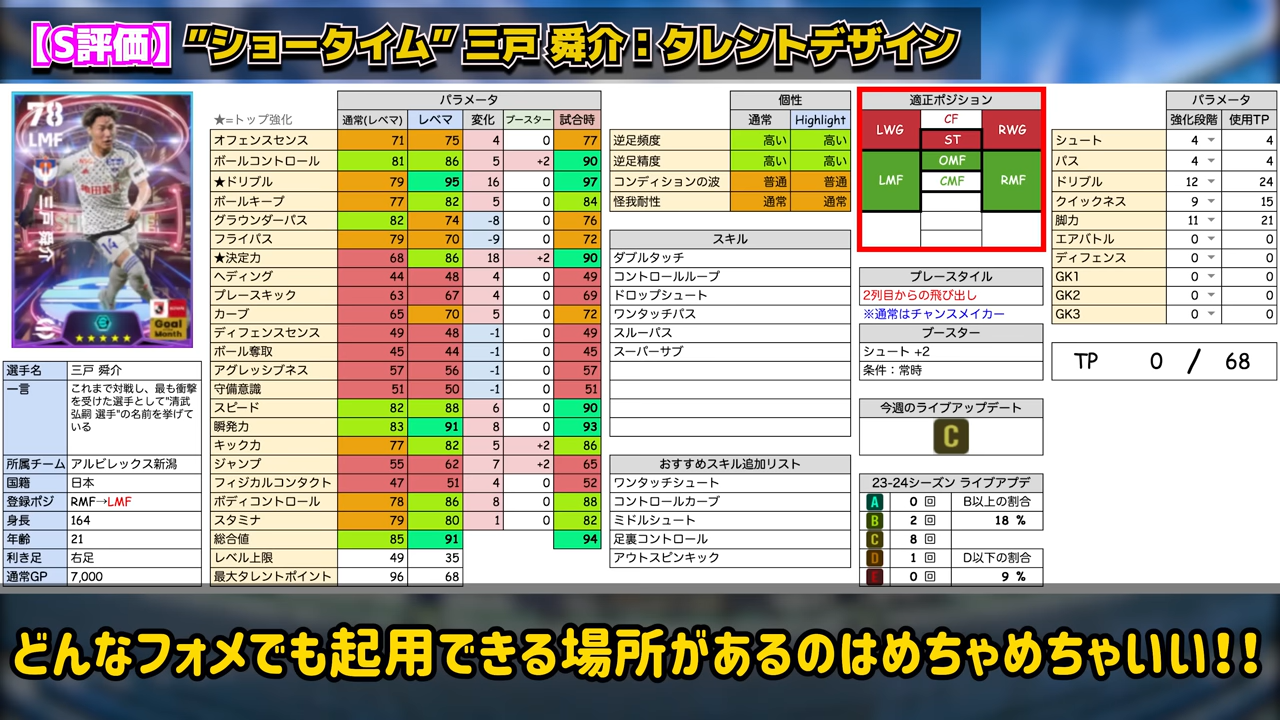 【S評価】"ショータイム" 三戸 舜介:タレントデザイン
78
LMF
三戸 舜介
14
Goal of the Month
★★★★★
選手名 三戸 舜介
一言 これまで対戦し、最も衝撃
を受けた選手として"清武
弘嗣 選手"の名前を挙げて
いる
所属チーム アルビレックス新潟
国籍 日本
登録ポジ RMF→LMF
身長 164
年齢 21
利き足 右足
通常GP 7,000
パラメータ
★=トップ強化 通常(レベマ) レベマ 変化 ブースター 試合時
オフェンスセンス 71 75 4 0 77
ボールコントロール 81 86 5 +2 90
★ドリブル 79 95 16 0 97
ボールキープ 77 82 5 0 84
グラウンダーパス 82 74 -8 0 76
フライパス 79 70 -9 0 72
★決定力 68 86 18 +2 90
ヘディング 44 48 4 0 49
プレースキック 63 67 4 0 69
カーブ 65 70 5 0 72
ディフェンスセンス 49 48 -1 0 49
ボール奪取 45 44 -1 0 45
アグレッシブネス 57 56 -1 0 57
守備意識 51 50 -1 0 51
スピード 82 88 6 0 90
瞬発力 83 91 8 0 93
キック力 77 82 5 +2 86
ジャンプ 55 62 7 +2 65
フィジカルコンタクト 47 51 4 0 52
ボディコントロール 78 86 8 0 88
スタミナ 79 80 1 0 82
総合値 85 91 94
レベル上限 49 35
最大タレントポイント 96 68
個性
通常 Highlight
逆足頻度 高い 高い
逆足精度 高い 高い
コンディションの波 普通 普通
怪我耐性 通常 通常
スキル
ダブルタッチ
コントロールループ
ドロップシュート
ワンタッチパス
スルーパス
スーパーサブ
おすすめスキル追加リスト
ワンタッチシュート
コントロールカーブ
ミドルシュート
足裏コントロール
アウトスピンキック
適正ポジション
LWG CF RWG
ST
LMF OMF RMF
CMF
プレースタイル
2列目からの飛び出し
※通常はチャンスメイカー
ブースター
シュート +2
条件:常時
今週のライブアップデート
C
23-24シーズン ライブアプデ
A 0 回 B以上の割合
B 2 回 18 %
C 8 回
D 1 回 D以下の割合
E 0 回 9 %
パラメータ
強化段階 使用TP
シュート 4 4
パス 4 4
ドリブル 12 24
クイックネス 9 15
脚力 11 21
エアバトル 0 0
ディフェンス 0 0
GK1 0 0
GK2 0 0
GK3 0 0
TP 0 / 68
どんなフォメでも起用できる場所があるのはめちゃめちゃいい!!